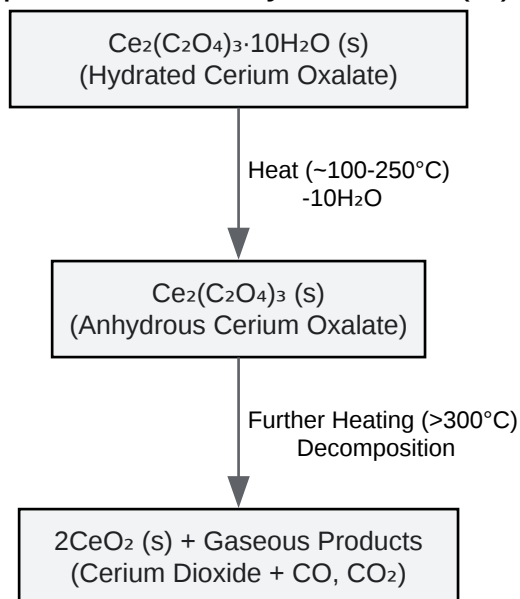 Ce₂(C₂O₄)₃·10H₂O (s)
(Hydrated Cerium Oxalate)
Heat (~100-250°C)
-10H₂O
Ce₂(C₂O₄)₃ (s)
(Anhydrous Cerium Oxalate)
Further Heating (>300°C)
Decomposition
2CeO₂ (s) + Gaseous Products
(Cerium Dioxide + CO, CO₂)